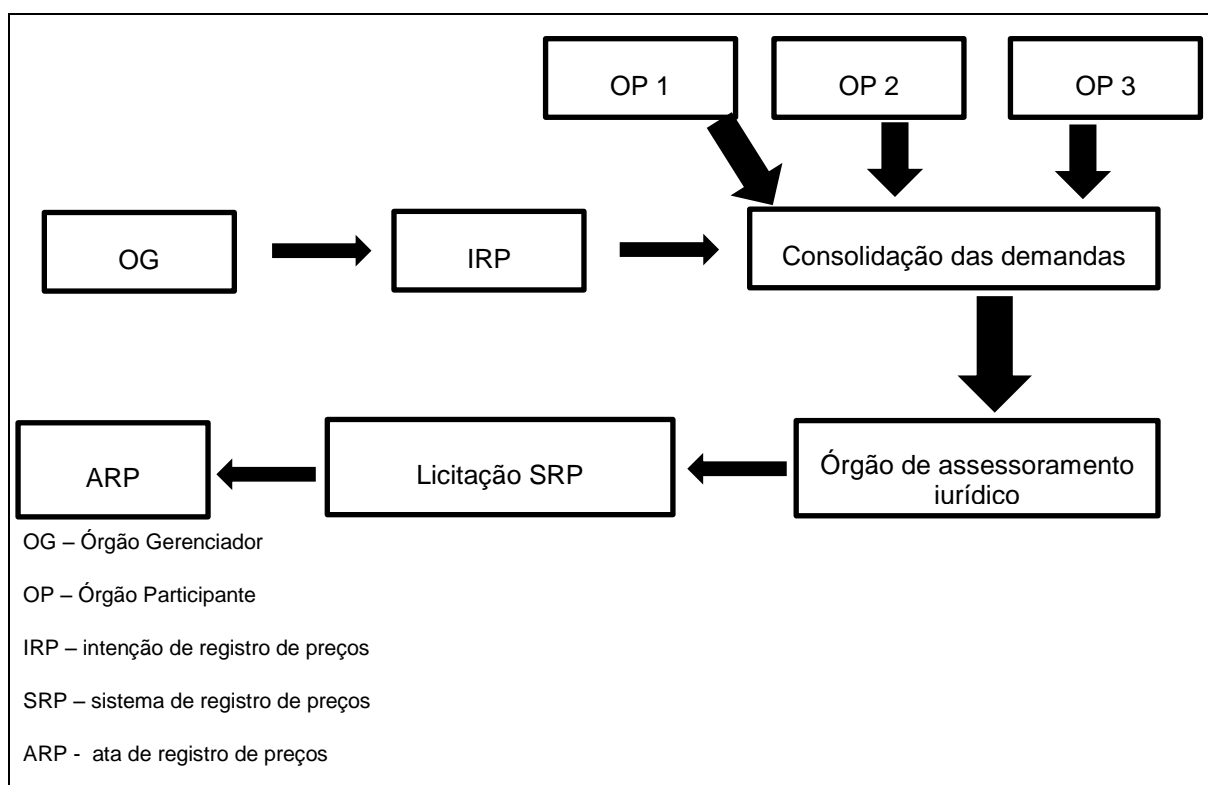 OP 1
OP 2
OP 3
OG
IRP
Consolidação das demandas
ARP
Licitação SRP
Órgão de assessoramento
jurídico
OG – Órgão Gerenciador
OP – Órgão Participante
IRP – intenção de registro de preços
SRP – sistema de registro de preços
ARP - ata de registro de preços